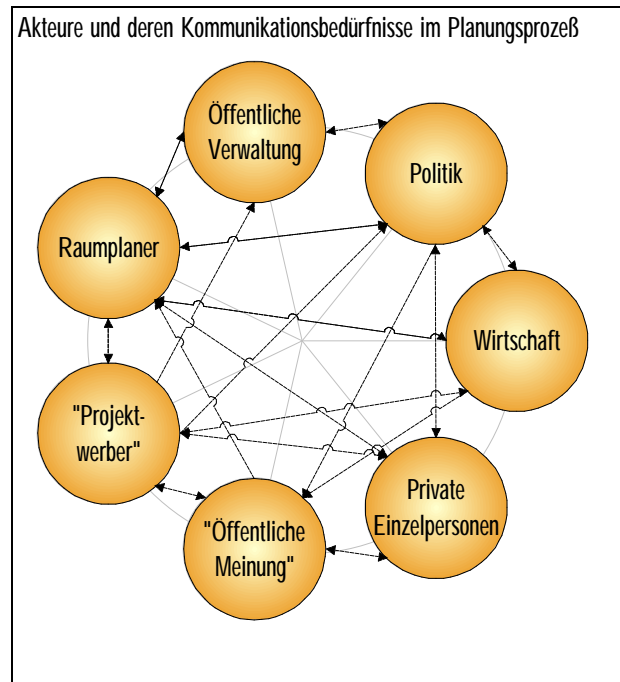 Akteure und deren Kommunikationsbedürfnisse im Planungsprozeß
Öffentliche
Verwaltung
Politik
Raumplaner
Wirtschaft
"Projekt-
werber"
Private
Einzelpersonen
"Öffentliche
Meinung"